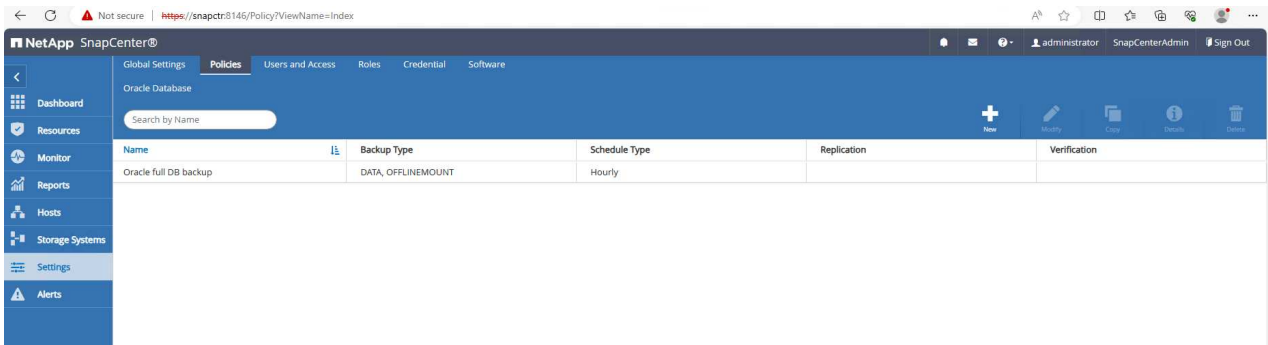 Not secure | https://snapctr:8146/Policy?ViewName=Index
NetApp SnapCenter®
administrator SnapCenterAdmin Sign Out
Global Settings Policies Users and Access Roles Credential Software
Oracle Database
Search by Name
New Modify Copy Details Delete
Dashboard
Resources
Monitor
Reports
Hosts
Storage Systems
Settings
Alerts
Name Backup Type Schedule Type Replication Verification
Oracle full DB backup DATA, OFFLINEMOUNT Hourly